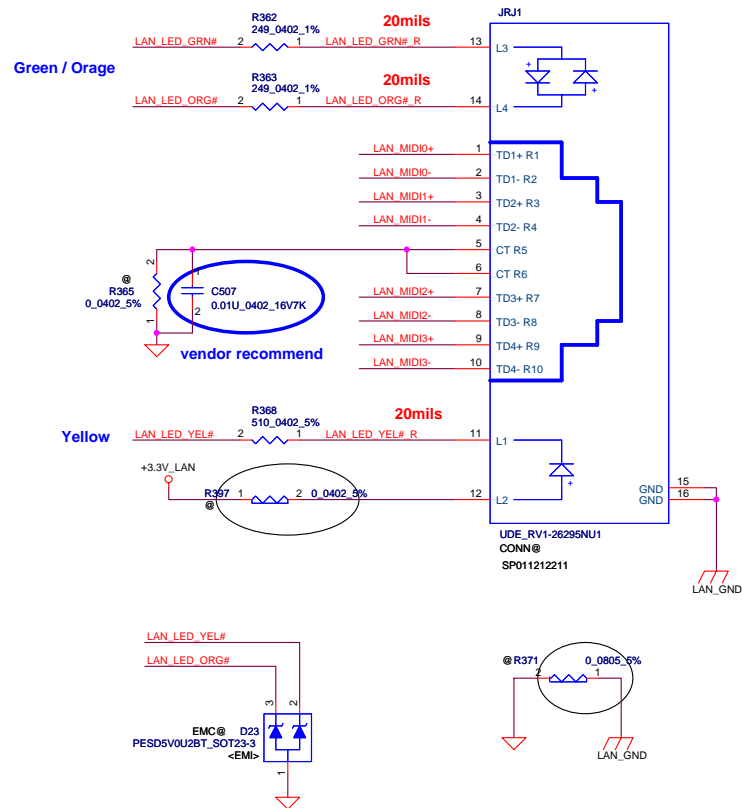 JRJ1
R362
249_0402_1%
20mils
LAN_LED_GRN# 2 1 LAN_LED_GRN#_R 13 L3
Green / Orage
R363
249_0402_1%
20mils
LAN_LED_ORG# 2 1 LAN_LED_ORG#_R 14 L4
+ +
LAN_MIDI0+ 1 TD1+ R1
LAN_MIDI0- 2 TD1- R2
LAN_MIDI1+ 3 TD2+ R3
LAN_MIDI1- 4 TD2- R4
5 CT R5
6 CT R6
LAN_MIDI2+ 7 TD3+ R7
LAN_MIDI2- 8 TD3- R8
LAN_MIDI3+ 9 TD4+ R9
LAN_MIDI3- 10 TD4- R10
2
@
R365
0_0402_5%
1
1
C507
0.01U_0402_16V7K
2
vendor recommend
R368
510_0402_5%
20mils
Yellow
LAN_LED_YEL# 2 1 LAN_LED_YEL#_R 11 L1
+3.3V_LAN
R397 1 2 0_0402_5% 12 L2
@
+
GND 15
GND 16
UDE_RV1-26295NU1
CONN@
SP011212211
LAN_GND
LAN_LED_YEL#
LAN_LED_ORG#
3 2
EMC@ D23
PESD5V0U2BT_SOT23-3
<EMI>
1
@R371 0_0805_5%
2 1
LAN_GND